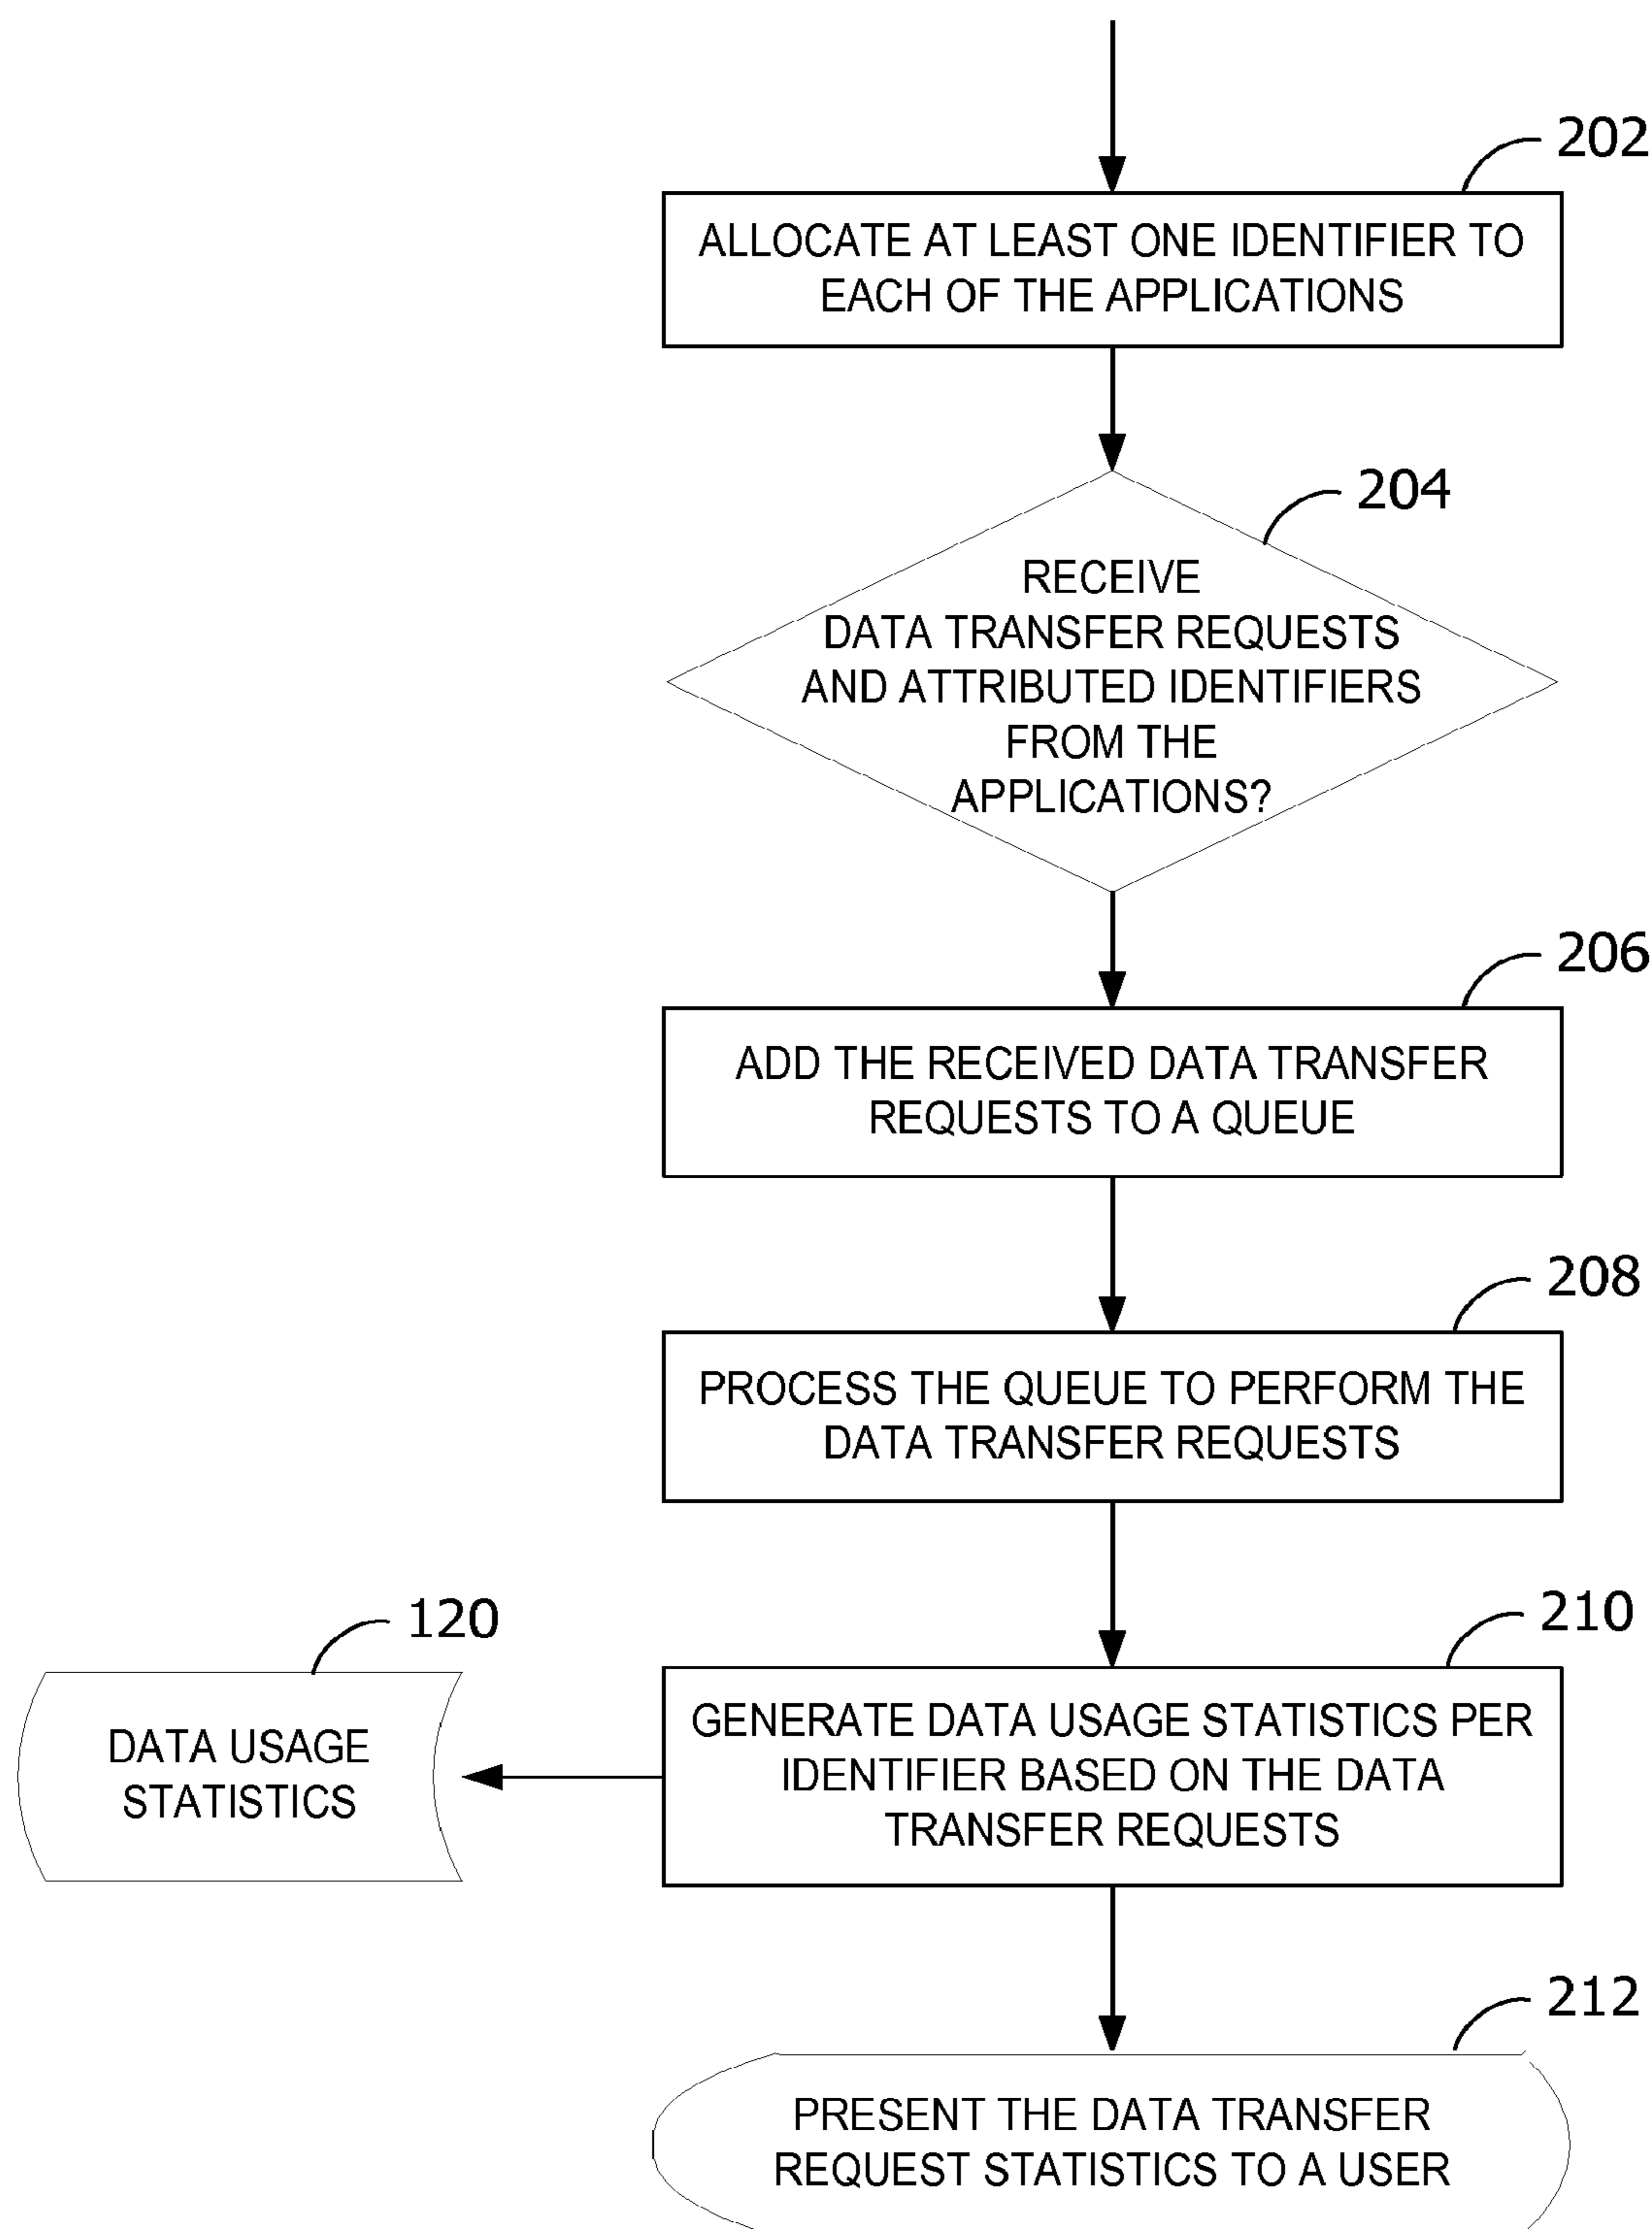 202
ALLOCATE AT LEAST ONE IDENTIFIER TO
EACH OF THE APPLICATIONS
204
RECEIVE
DATA TRANSFER REQUESTS
AND ATTRIBUTED IDENTIFIERS
FROM THE
APPLICATIONS?
206
ADD THE RECEIVED DATA TRANSFER
REQUESTS TO A QUEUE
208
PROCESS THE QUEUE TO PERFORM THE
DATA TRANSFER REQUESTS
210
GENERATE DATA USAGE STATISTICS PER
IDENTIFIER BASED ON THE DATA
TRANSFER REQUESTS
120
DATA USAGE
STATISTICS
212
PRESENT THE DATA TRANSFER
REQUEST STATISTICS TO A USER